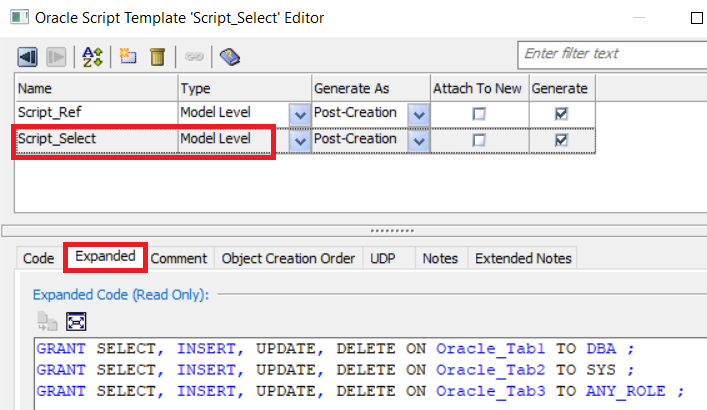 Oracle Script Template 'Script_Select' Editor
Enter filter text
Name Type Generate As Attach To New Generate
Script_Ref Model Level Post-Creation
Script_Select Model Level Post-Creation
Code Expanded Comment Object Creation Order UDP Notes Extended Notes
Expanded Code (Read Only):
GRANT SELECT, INSERT, UPDATE, DELETE ON Oracle_Tab1 TO DBA ;
GRANT SELECT, INSERT, UPDATE, DELETE ON Oracle_Tab2 TO SYS ;
GRANT SELECT, INSERT, UPDATE, DELETE ON Oracle_Tab3 TO ANY_ROLE ;